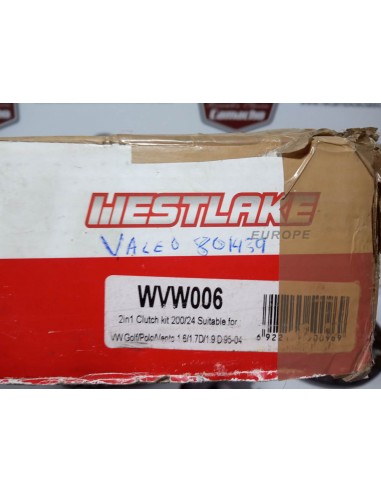 WESTLAKE
EUROPE
VALEO 801459
WVW006
2in1 Clutch kit 200/24 Suitable for
VW Golf/Polo/Vento 1.6/1.7D/1.9 D 95-04